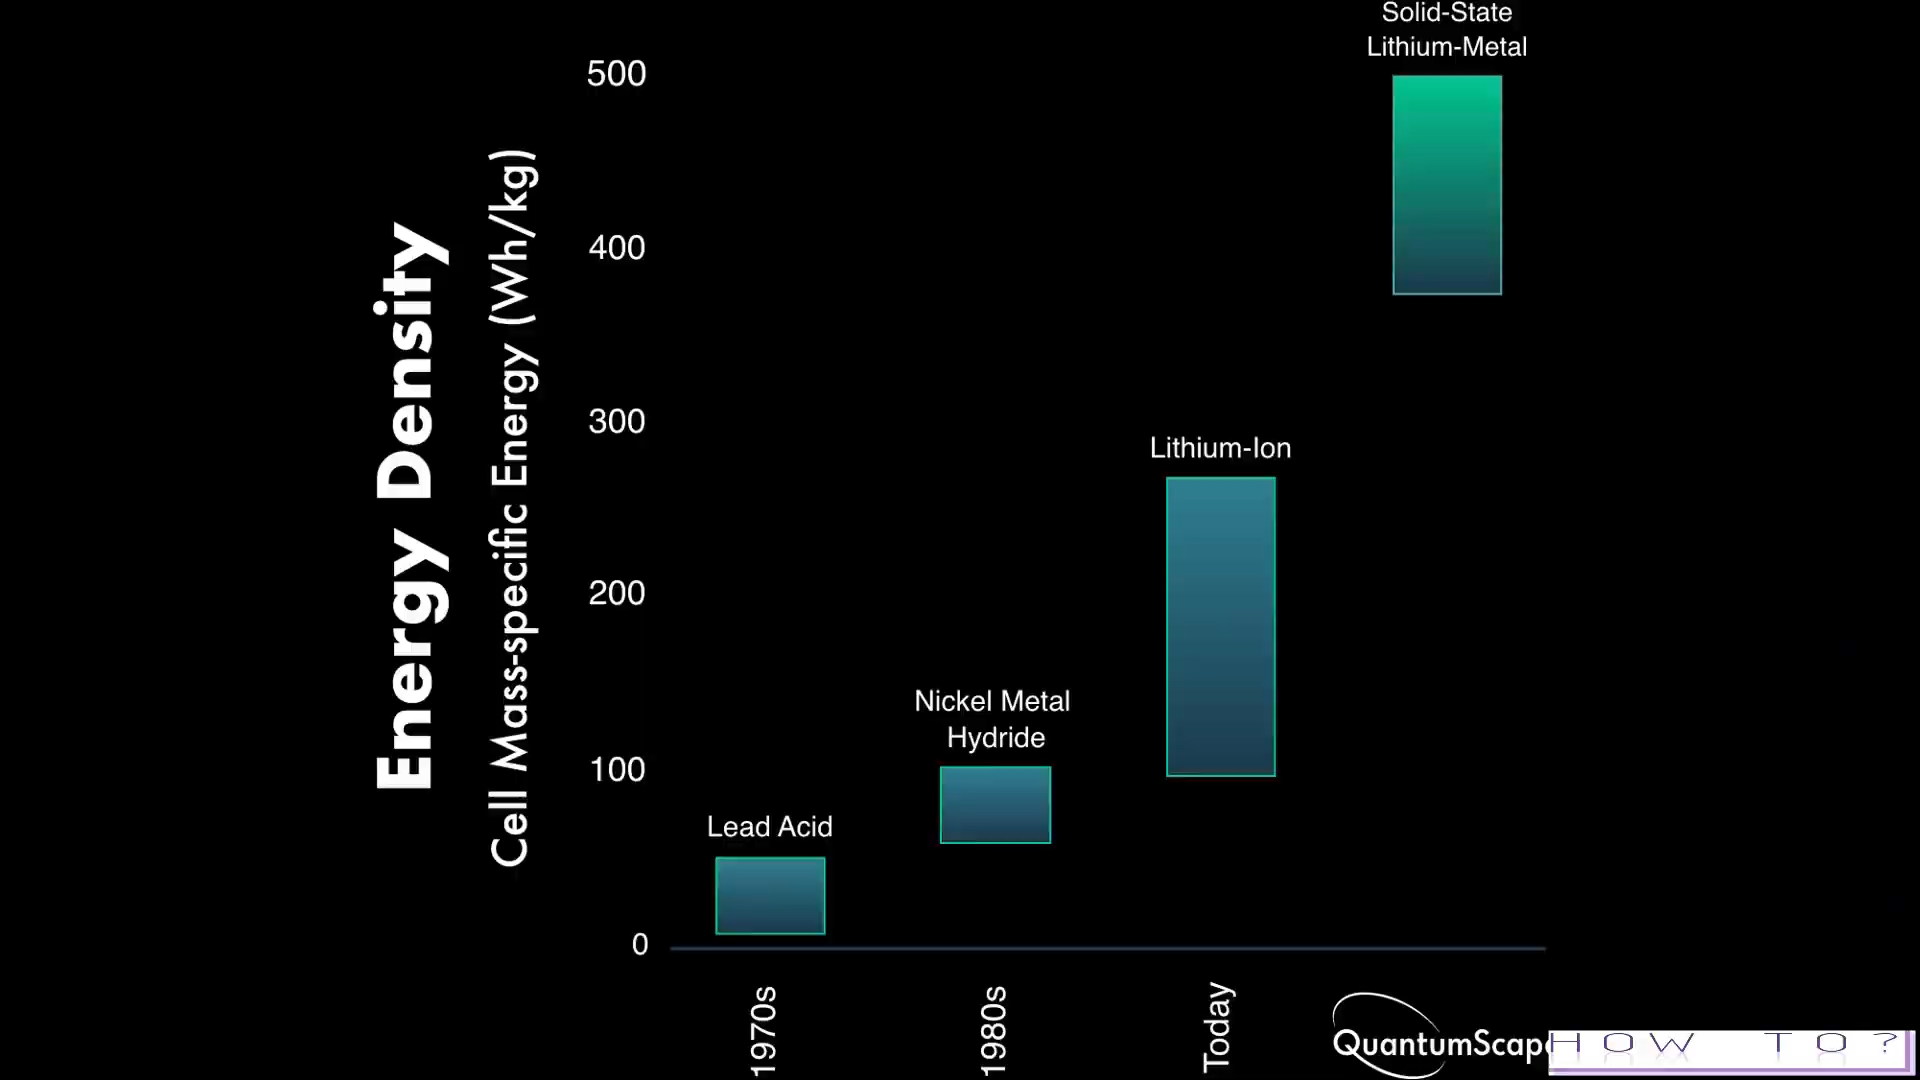 Solid-State
Lithium-Metal
500
400
300
200
100
0
Energy Density
Cell Mass-specific Energy (Wh/kg)
Lithium-Ion
Nickel Metal
Hydride
Lead Acid
1970s
1980s
Today
QuantumScap
HOW TO?